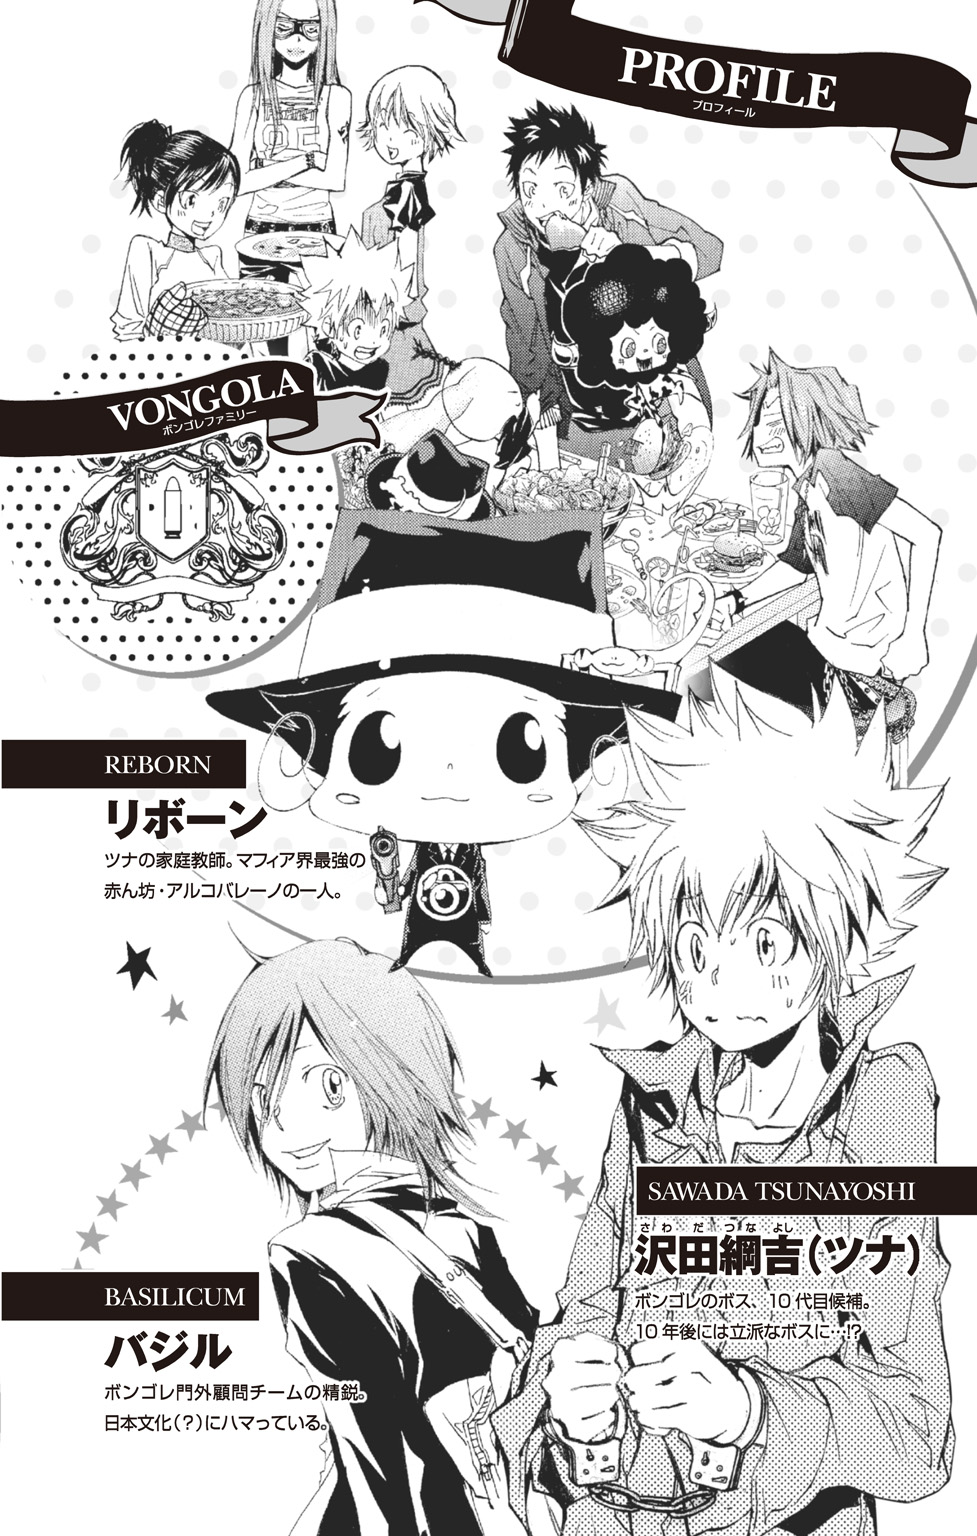 PROFILE
プロフィール
VONGOLA
ボンゴレファミリー
REBORN
リボーン
ツナの家庭教師。マフィア界最強の
赤ん坊・アルコバレーノの一人。
SAWADA TSUNAYOSHI
さわだつなよし
沢田綱吉（ツナ）
ボンゴレのボス、10代目候補。
10年後には立派なボスに…!?
BASILICUM
バジル
ボンゴレ門外顧問チームの精鋭。
日本文化（？）にハマっている。